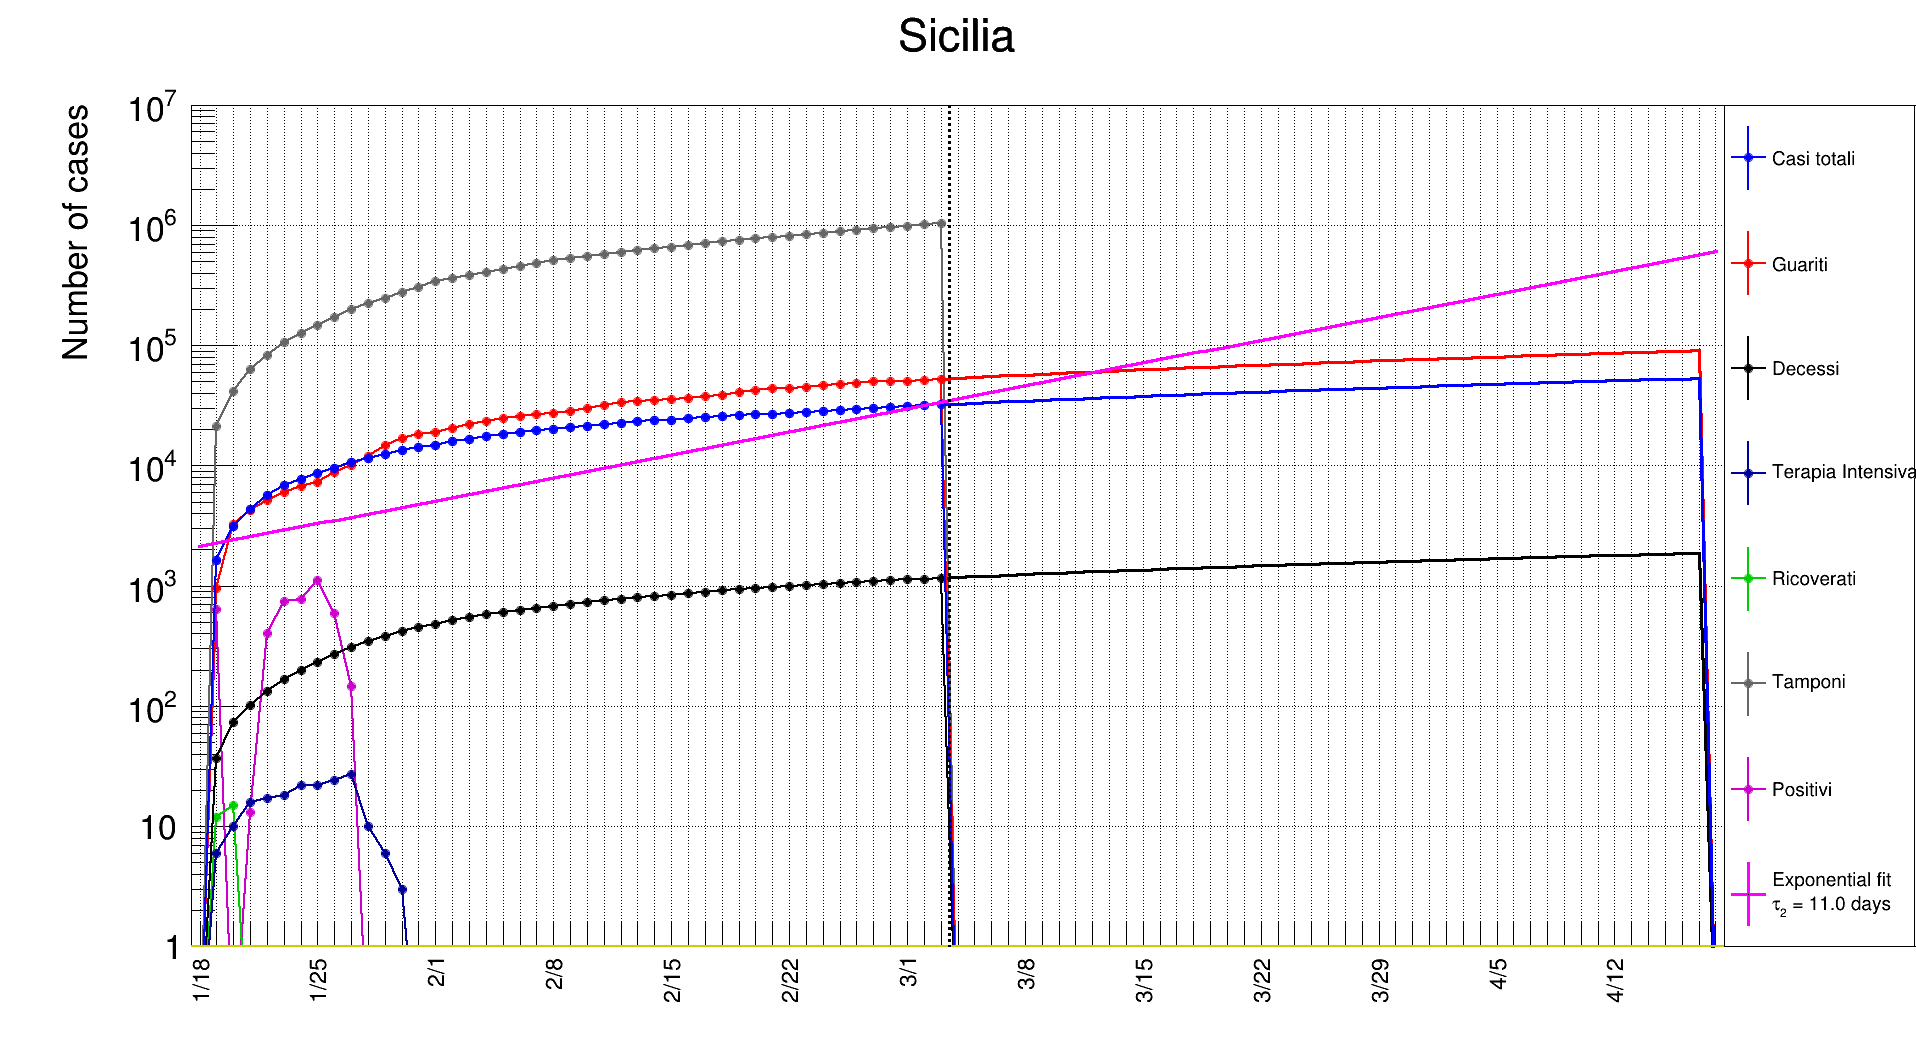 Sicilia
Number of cases
10^7
10^6
10^5
10^4
10^3
10^2
10
1
1/18
1/25
2/1
2/8
2/15
2/22
3/1
3/8
3/15
3/22
3/29
4/5
4/12
Casi totali
Guariti
Decessi
Terapia Intensiva
Ricoverati
Tamponi
Positivi
Exponential fit
τ_2 = 11.0 days